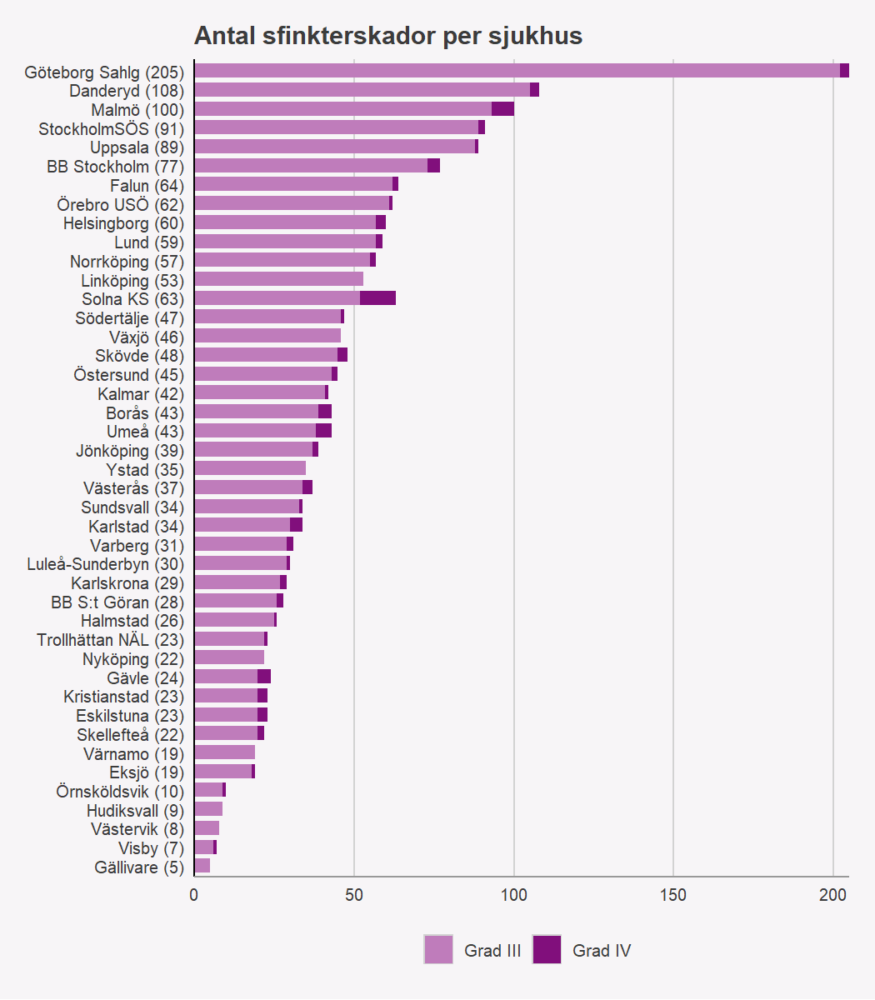 Antal sfinkterskador per sjukhus
Göteborg Sahlg (205)
Danderyd (108)
Malmö (100)
StockholmSÖS (91)
Uppsala (89)
BB Stockholm (77)
Falun (64)
Örebro USÖ (62)
Helsingborg (60)
Lund (59)
Norrköping (57)
Linköping (53)
Solna KS (63)
Södertälje (47)
Växjö (46)
Skövde (48)
Östersund (45)
Kalmar (42)
Borås (43)
Umeå (43)
Jönköping (39)
Ystad (35)
Västerås (37)
Sundsvall (34)
Karlstad (34)
Varberg (31)
Luleå-Sunderbyn (30)
Karlskrona (29)
BB S:t Göran (28)
Halmstad (26)
Trollhättan NÄL (23)
Nyköping (22)
Gävle (24)
Kristianstad (23)
Eskilstuna (23)
Skellefteå (22)
Värnamo (19)
Eksjö (19)
Örnsköldsvik (10)
Hudiksvall (9)
Västervik (8)
Visby (7)
Gällivare (5)
0 50 100 150 200
Grad III Grad IV